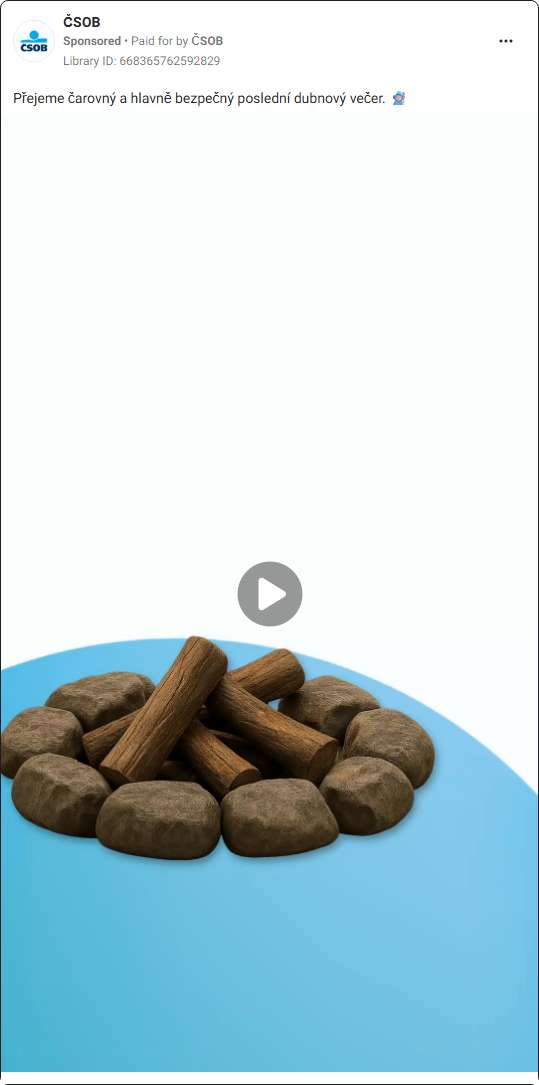 ČSOB
Sponsored • Paid for by ČSOB
Library ID: 668365762592829
ČSOB
Přejeme čarovný a hlavně bezpečný poslední dubnový večer. 🧙